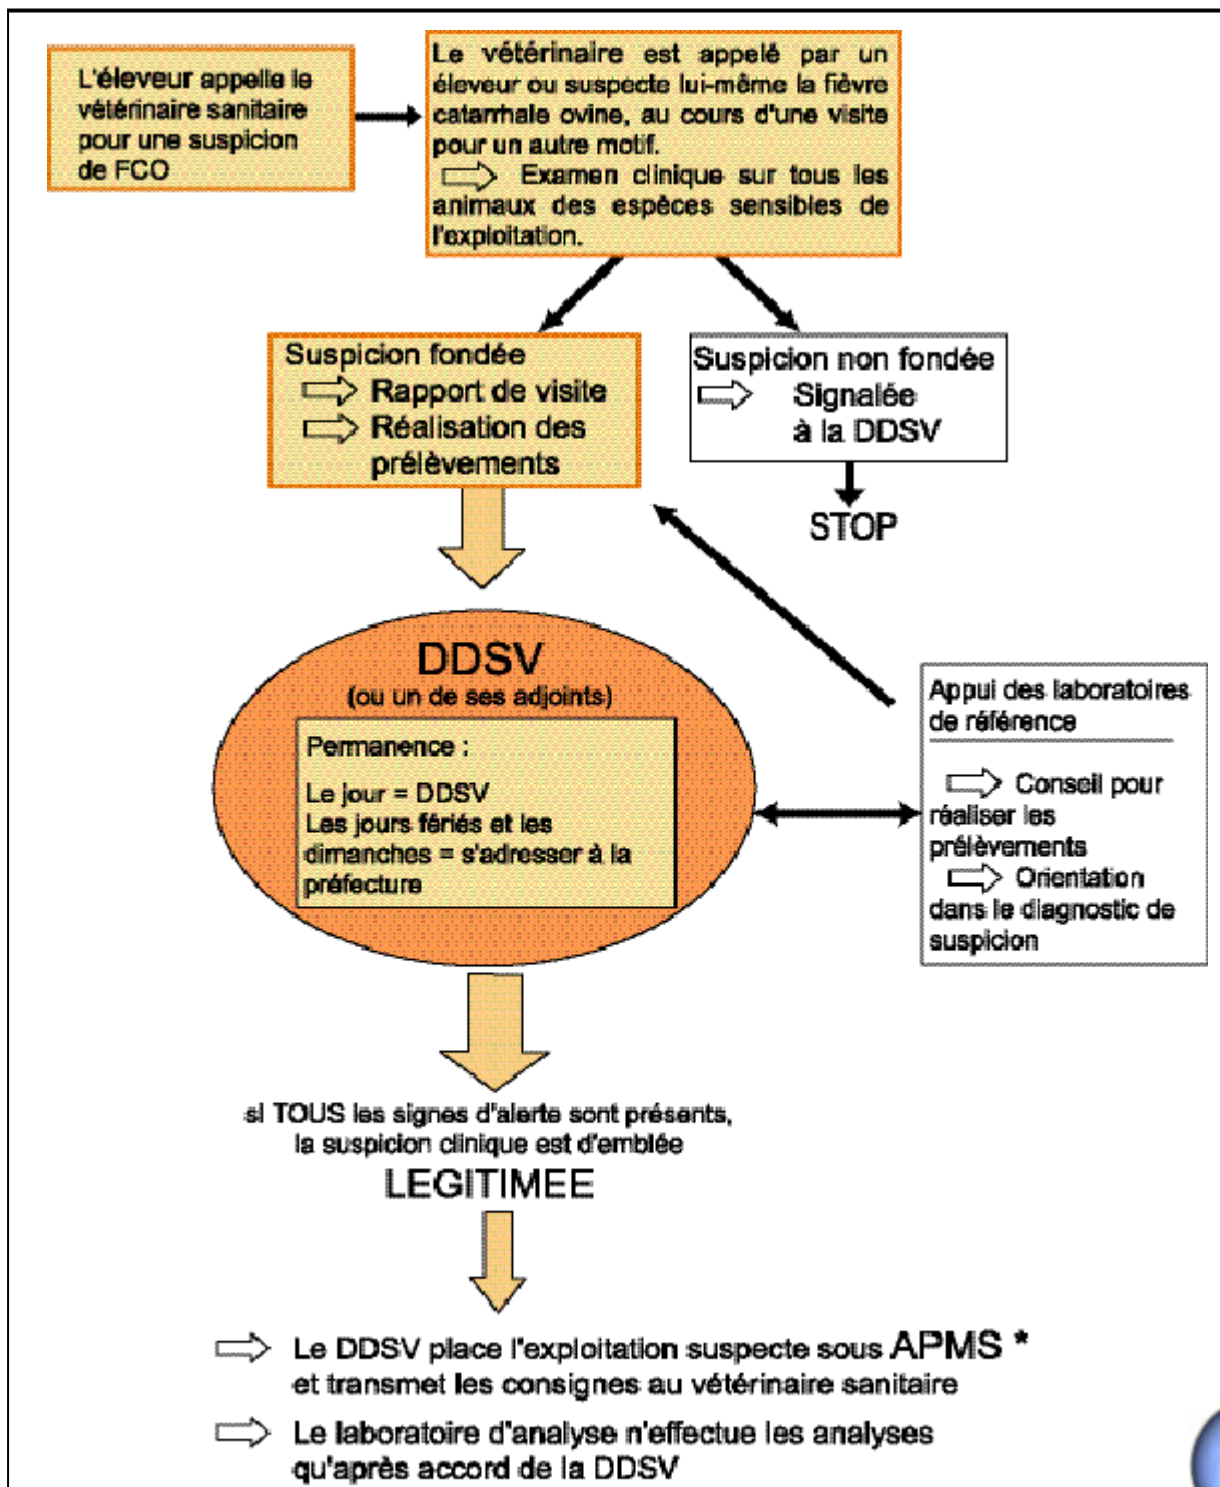 L'éleveur appelle le
vétérinaire sanitaire
pour une suspicion
de FCO
Le vétérinaire est appelé par un
éleveur ou suspecte lui-même la fièvre
catarrhale ovine, au cours d'une visite
pour un autre motif.
Examen clinique sur tous les
animaux des espèces sensibles de
l'exploitation.
Suspicion fondée
Rapport de visite
Réalisation des
prélèvements
Suspicion non fondée
Signalée
à la DDSV
STOP
DDSV
(ou un de ses adjoints)
Permanence :
Le jour = DDSV
Les jours fériés et les
dimanches = s'adresser à la
préfecture
Appui des laboratoires
de référence
Conseil pour
réaliser les
prélèvements
Orientation
dans le diagnostic de
suspicion
si TOUS les signes d'alerte sont présents,
la suspicion clinique est d'emblée
LEGITIMEE
Le DDSV place l'exploitation suspecte sous APMS *
et transmet les consignes au vétérinaire sanitaire
Le laboratoire d'analyse n'effectue les analyses
qu'après accord de la DDSV